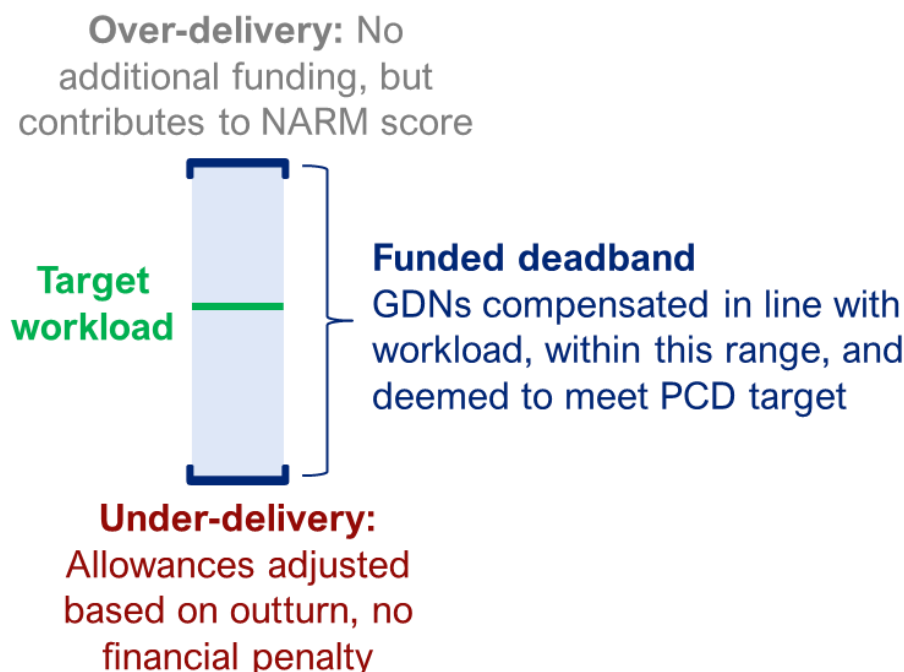 Over-delivery: No
additional funding, but
contributes to NARM score
Target
workload
Funded deadband
GDNs compensated in line with
workload, within this range, and
deemed to meet PCD target
Under-delivery:
Allowances adjusted
based on outturn, no
financial penalty